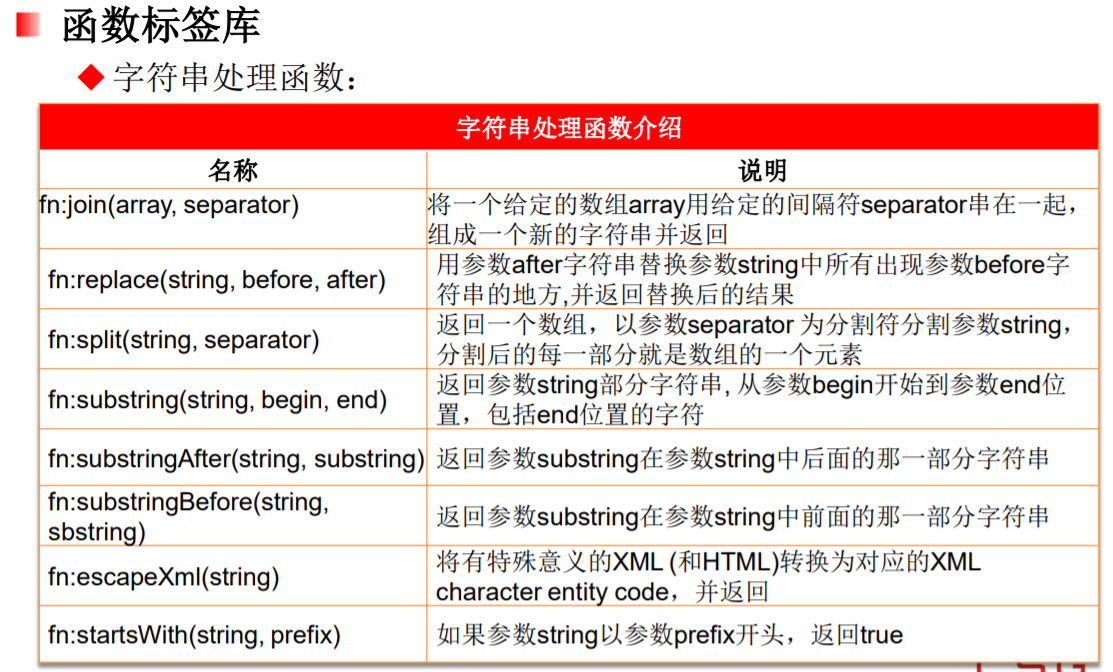 函数标签库
字符串处理函数：
字符串处理函数介绍
名称 说明
fn:join(array, separator) 将一个给定的数组array用给定的间隔符separator串在一起，
组成一个新的字符串并返回
fn:replace(string, before, after) 用参数after字符串替换参数string中所有出现参数before字
符串的地方,并返回替换后的结果
fn:split(string, separator) 返回一个数组，以参数separator 为分割符分割参数string，
分割后的每一部分就是数组的一个元素
fn:substring(string, begin, end) 返回参数string部分字符串, 从参数begin开始到参数end位
置，包括end位置的字符
fn:substringAfter(string, substring) 返回参数substring在参数string中后面的那一部分字符串
fn:substringBefore(string,
sbstring) 返回参数substring在参数string中前面的那一部分字符串
fn:escapeXml(string) 将有特殊意义的XML (和HTML)转换为对应的XML
character entity code，并返回
fn:startsWith(string, prefix) 如果参数string以参数prefix开头，返回true